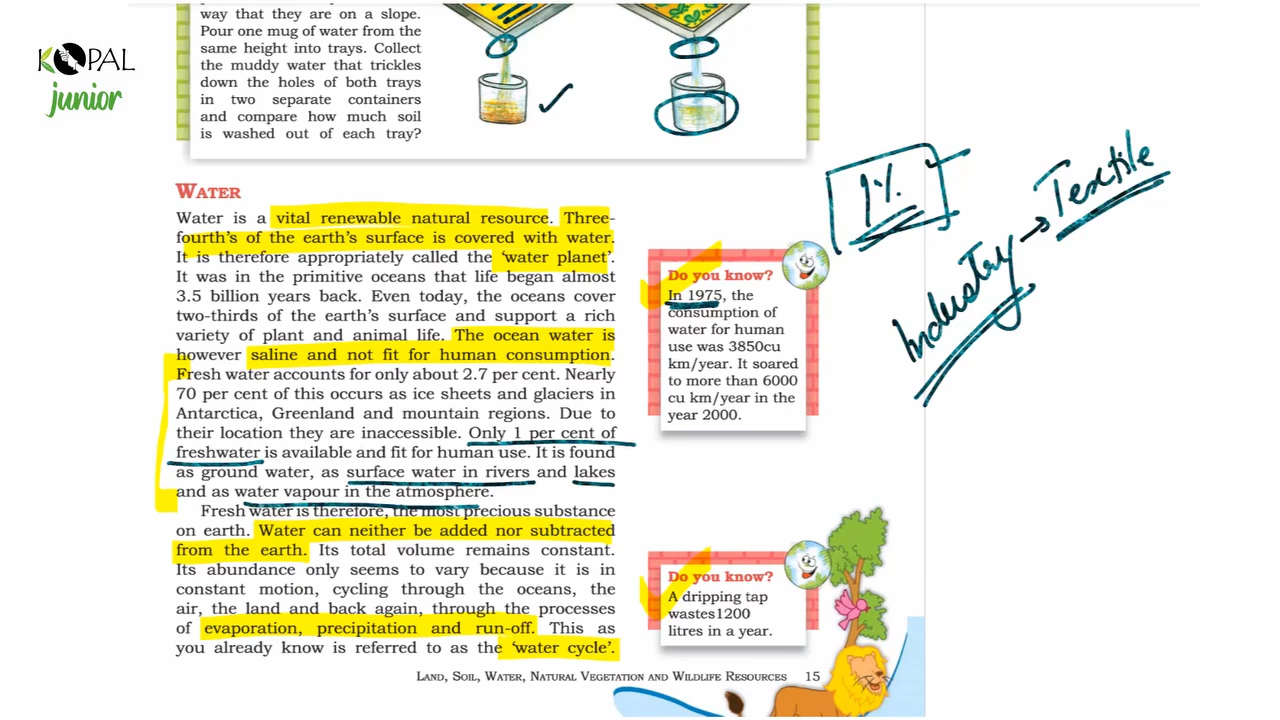 KOPAL
junior
way that they are on a slope.
Pour one mug of water from the
same height into trays. Collect
the muddy water that trickles
down the holes of both trays
in two separate containers
and compare how much soil
is washed out of each tray?
WATER
Water is a vital renewable natural resource. Three-
fourth's of the earth's surface is covered with water.
It is therefore appropriately called the 'water planet'.
It was in the primitive oceans that life began almost
3.5 billion years back. Even today, the oceans cover
two-thirds of the earth's surface and support a rich
variety of plant and animal life. The ocean water is
however saline and not fit for human consumption.
Fresh water accounts for only about 2.7 per cent. Nearly
70 per cent of this occurs as ice sheets and glaciers in
Antarctica, Greenland and mountain regions. Due to
their location they are inaccessible. Only 1 per cent of
freshwater is available and fit for human use. It is found
as ground water, as surface water in rivers and lakes
and as water vapour in the atmosphere.
Fresh water is therefore, the most precious substance
on earth. Water can neither be added nor subtracted
from the earth. Its total volume remains constant.
Its abundance only seems to vary because it is in
constant motion, cycling through the oceans, the
air, the land and back again, through the processes
of evaporation, precipitation and run-off. This as
you already know is referred to as the 'water cycle'.
Do you know?
In 1975, the
consumption of
water for human
use was 3850cu
km/year. It soared
to more than 6000
cu km/year in the
year 2000.
Do you know?
A dripping tap
wastes1200
litres in a year.
1%
Industry → Textile
LAND, SOIL, WATER, NATURAL VEGETATION AND WILDLIFE RESOURCES 15